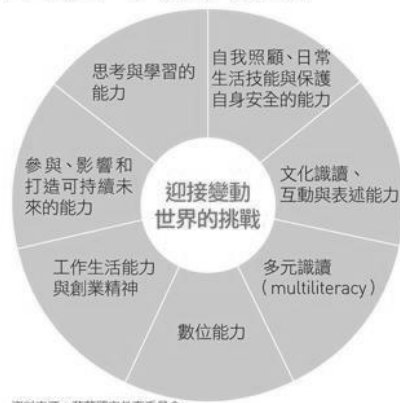 思考與學習的
能力
自我照顧、日常
生活技能與保護
自身安全的能力
參與、影響和
打造可持續未
來的能力
迎接變動
世界的挑戰
文化識讀、
互動與表述能力
工作生活能力
與創業精神
多元識讀
(multiliteracy)
數位能力